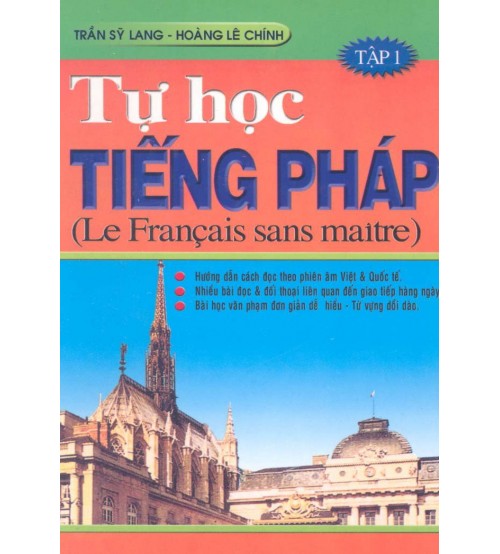 TRẦN SỸ LANG - HOÀNG LÊ CHÍNH
TẬP 1
Tự học
TIẾNG PHÁP
(Le Français sans maître)
Hướng dẫn cách đọc theo phiên âm Việt & Quốc tế.
Nhiều bài đọc & đối thoại liên quan đến giao tiếp hàng ngày
Bài học văn phạm đơn giản dễ hiểu - Từ vựng dồi dào.